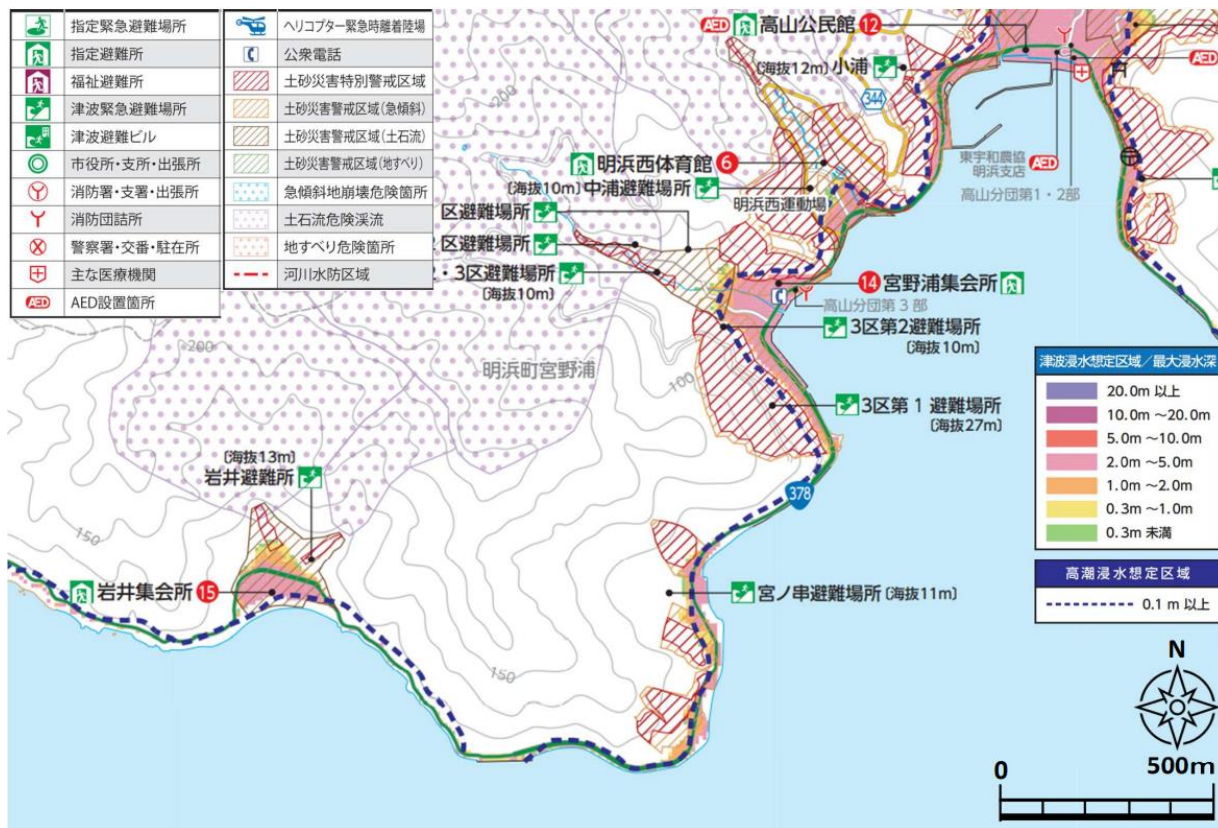 指定緊急避難場所
指定避難所
福祉避難所
津波緊急避難場所
津波避難ビル
市役所・支所・出張所
消防署・支署・出張所
消防団詰所
警察署・交番・駐在所
主な医療機関
AED AED設置箇所
ヘリコプター緊急時離着陸場
公衆電話
土砂災害特別警戒区域
土砂災害警戒区域(急傾斜)
土砂災害警戒区域(土石流)
土砂災害警戒区域(地すべり)
急傾斜地崩壊危険箇所
土石流危険渓流
地すべり危険箇所
河川水防区域
AED 高山公民館 12
〔海抜12m〕小浦
344
200
AED
東宇和農協
明浜支店
AED
高山分団第1・2部
明浜西体育館 6
〔海抜10m〕中浦避難場所
明浜西運動場
区避難場所
区避難場所
・3区避難場所
〔海抜10m〕
14 宮野浦集会所
高山分団第3部
3区第2避難場所
〔海抜10m〕
200
明浜町宮野浦
100
3区第1 避難場所
〔海抜27m〕
378
〔海抜13m〕
岩井避難所
150
岩井集会所 15
宮ノ串避難場所〔海抜11m〕
150
津波浸水想定区域/最大浸水深
20.0m 以上
10.0m ~20.0m
5.0m ~10.0m
2.0m ~5.0m
1.0m ~2.0m
0.3m ~1.0m
0.3m 未満
高潮浸水想定区域
0.1 m 以上
N
0 500m